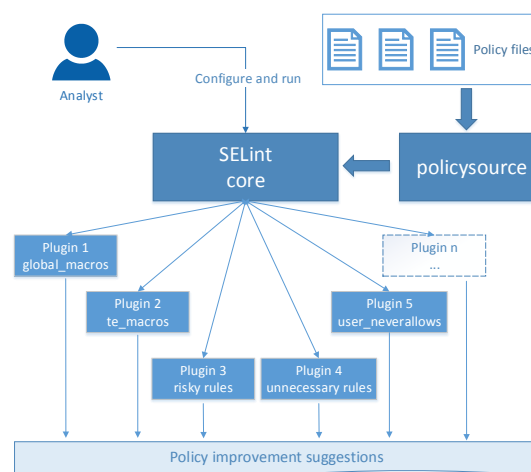 Policy files
Analyst
Configure and run
SELint
core
policysource
Plugin 1
global_macros
Plugin n
...
Plugin 2
te_macros
Plugin 5
user_neverallows
Plugin 3
risky rules
Plugin 4
unnecessary rules
Policy improvement suggestions